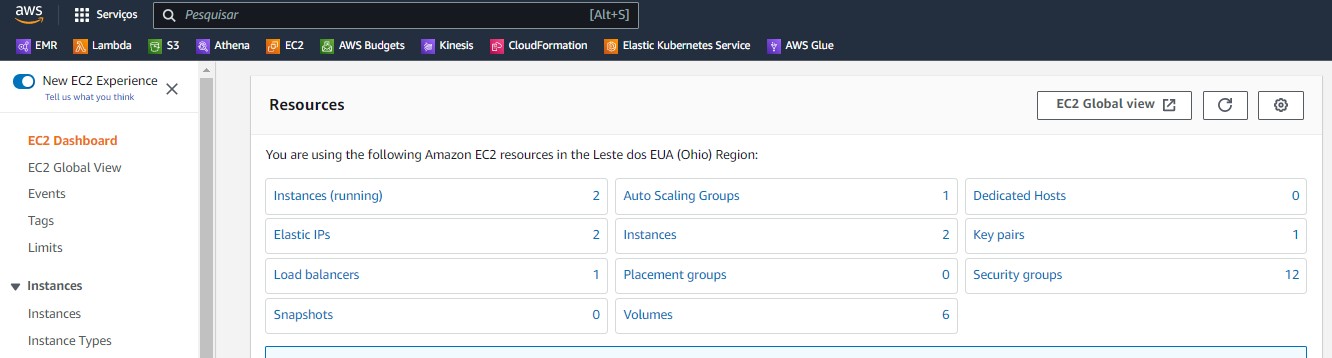 aws
Serviços
Pesquisar
[Alt+S]
EMR
Lambda
S3
Athena
EC2
AWS Budgets
Kinesis
CloudFormation
Elastic Kubernetes Service
AWS Glue
New EC2 Experience
Tell us what you think
EC2 Dashboard
EC2 Global View
Events
Tags
Limits
Instances
Instances
Instance Types
Resources
EC2 Global view
You are using the following Amazon EC2 resources in the Leste dos EUA (Ohio) Region:
Instances (running) 2
Auto Scaling Groups 1
Dedicated Hosts 0
Elastic IPs 2
Instances 2
Key pairs 1
Load balancers 1
Placement groups 0
Security groups 12
Snapshots 0
Volumes 6